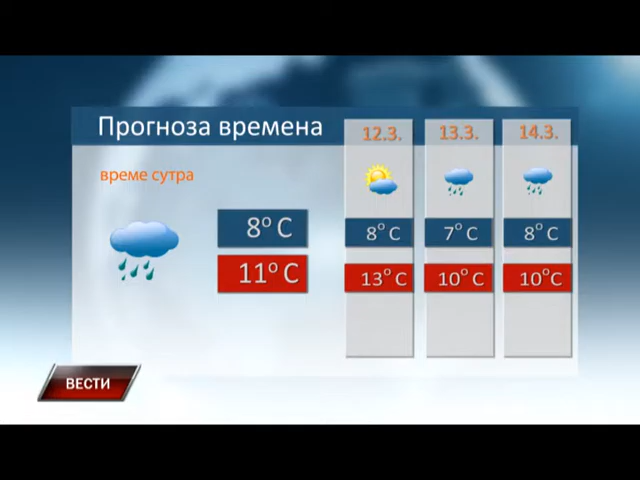 Прогноза времена
време сутра
8° C
11° C
12.3.
8° C
13° C
13.3.
7° C
10° C
14.3.
8° C
10°C
ВЕСТИ